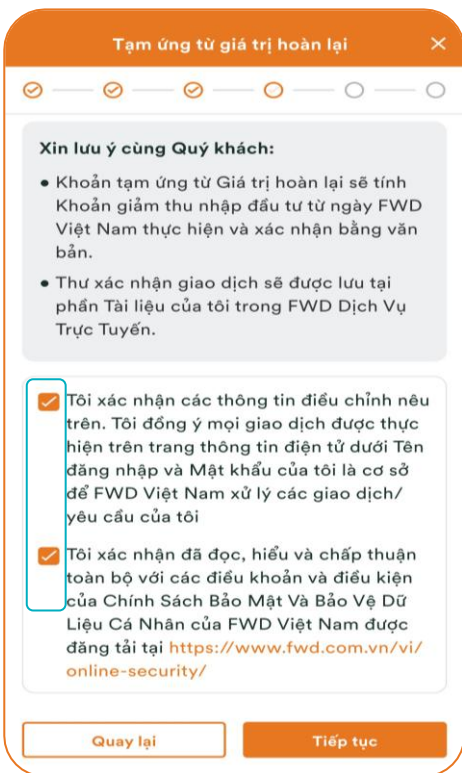 Tạm ứng từ giá trị hoàn lại
Xin lưu ý cùng Quý khách:
• Khoản tạm ứng từ Giá trị hoàn lại sẽ tính
Khoản giảm thu nhập đầu tư từ ngày FWD
Việt Nam thực hiện và xác nhận bằng văn
bản.
• Thư xác nhận giao dịch sẽ được lưu tại
phần Tài liệu của tôi trong FWD Dịch Vụ
Trực Tuyến.
Tôi xác nhận các thông tin điều chỉnh nêu
trên. Tôi đồng ý mọi giao dịch được thực
hiện trên trang thông tin điện tử dưới Tên
đăng nhập và Mật khẩu của tôi là cơ sở
để FWD Việt Nam xử lý các giao dịch/
yêu cầu của tôi
Tôi xác nhận đã đọc, hiểu và chấp thuận
toàn bộ với các điều khoản và điều kiện
của Chính Sách Bảo Mật Và Bảo Vệ Dữ
Liệu Cá Nhân của FWD Việt Nam được
đăng tải tại https://www.fwd.com.vn/vi/
online-security/
Quay lại
Tiếp tục